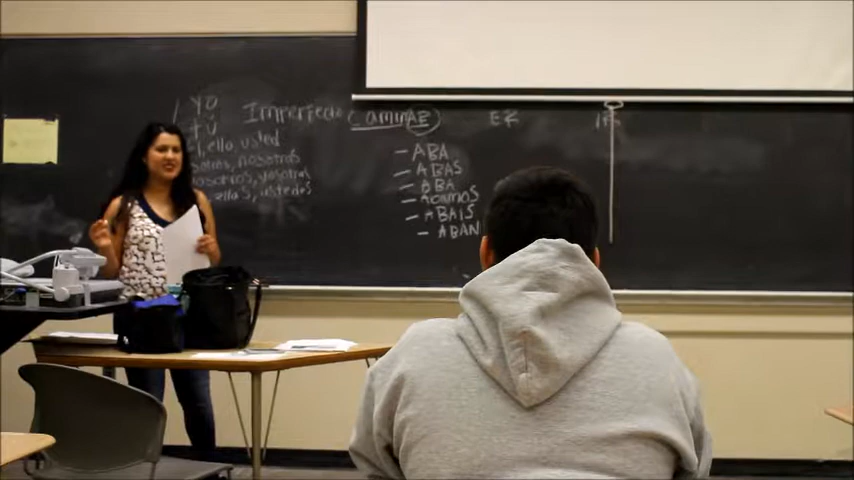 YO
TÚ
él, ella, usted
nosotros, nosotras
vosotros, vosotras
ellos, ellas
Imperfecto
caminAR
ER
IR
- ABA
- ABAS
- ABA
- ÁBAMOS
- ABAIS
- ABAN